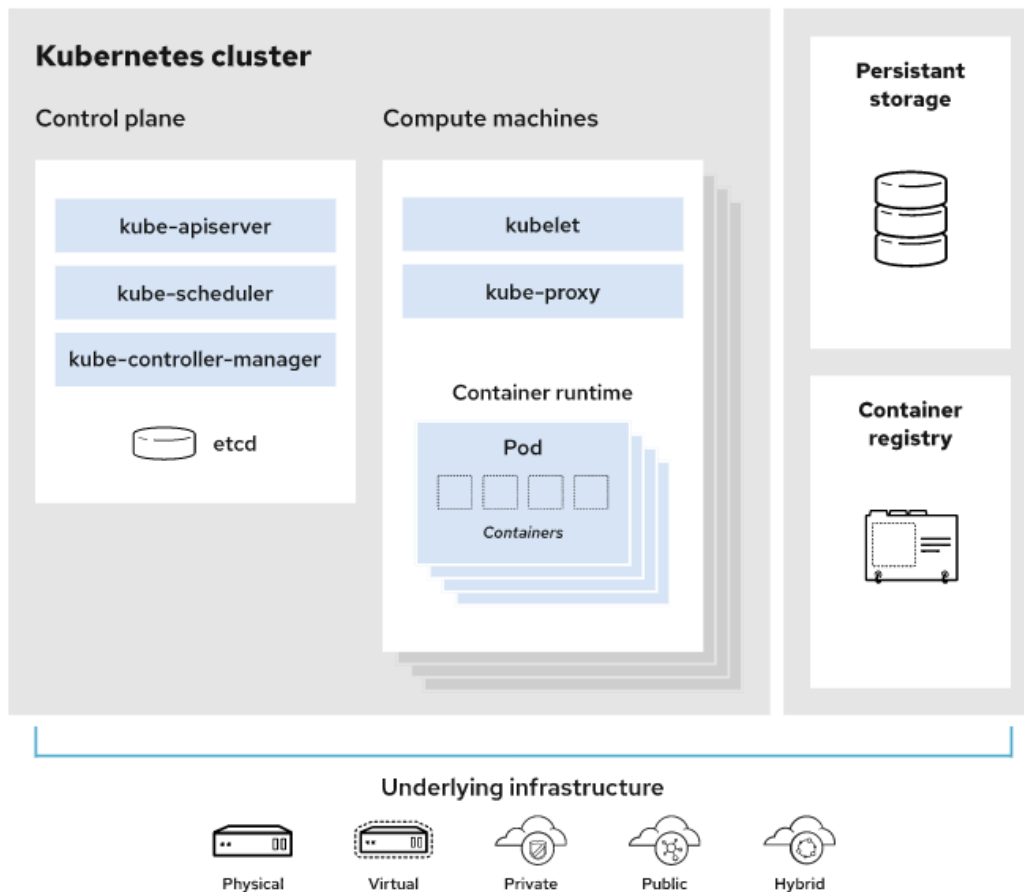 Kubernetes cluster
Control plane
kube-apiserver
kube-scheduler
kube-controller-manager
etcd
Compute machines
kubelet
kube-proxy
Container runtime
Pod
Containers
Persistant
storage
Container
registry
Underlying infrastructure
Physical
Virtual
Private
Public
Hybrid